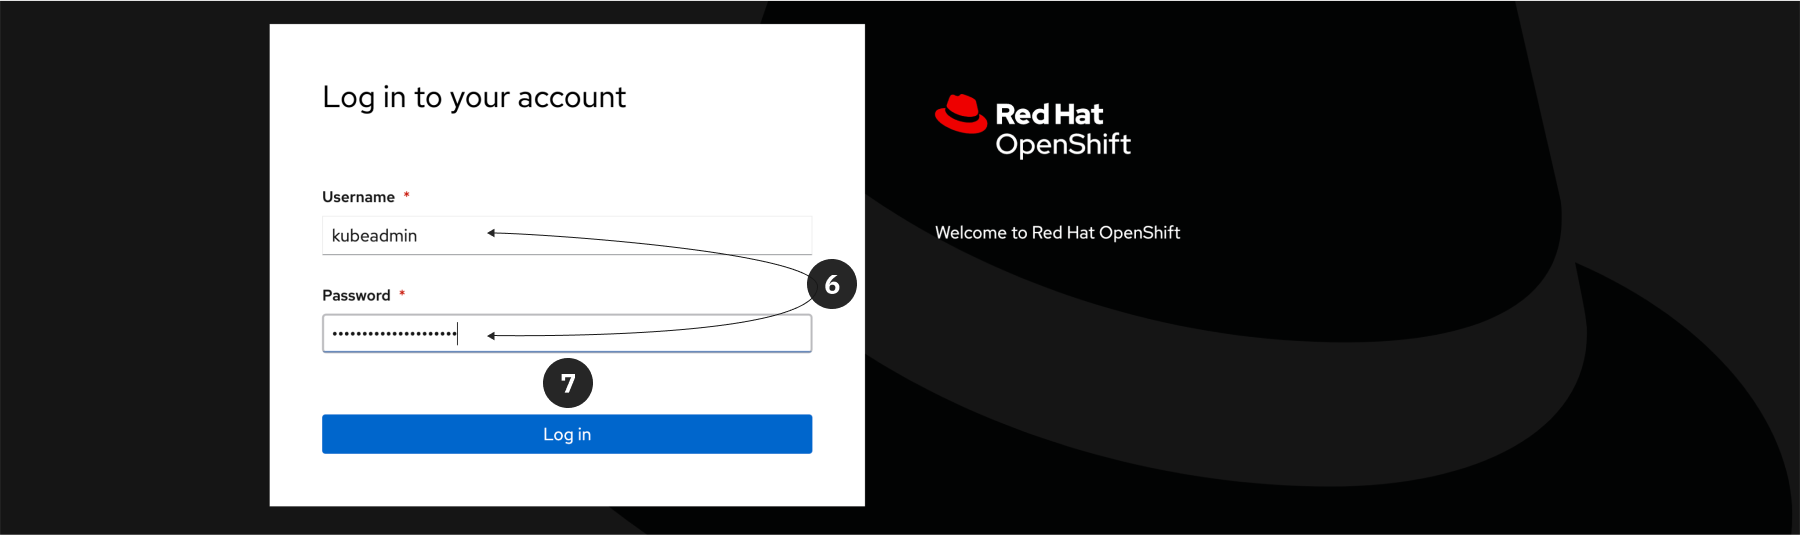 Log in to your account
Username *
kubeadmin
6
Password *
•••••••••••••••••••••
7
Log in
Red Hat
OpenShift
Welcome to Red Hat OpenShift